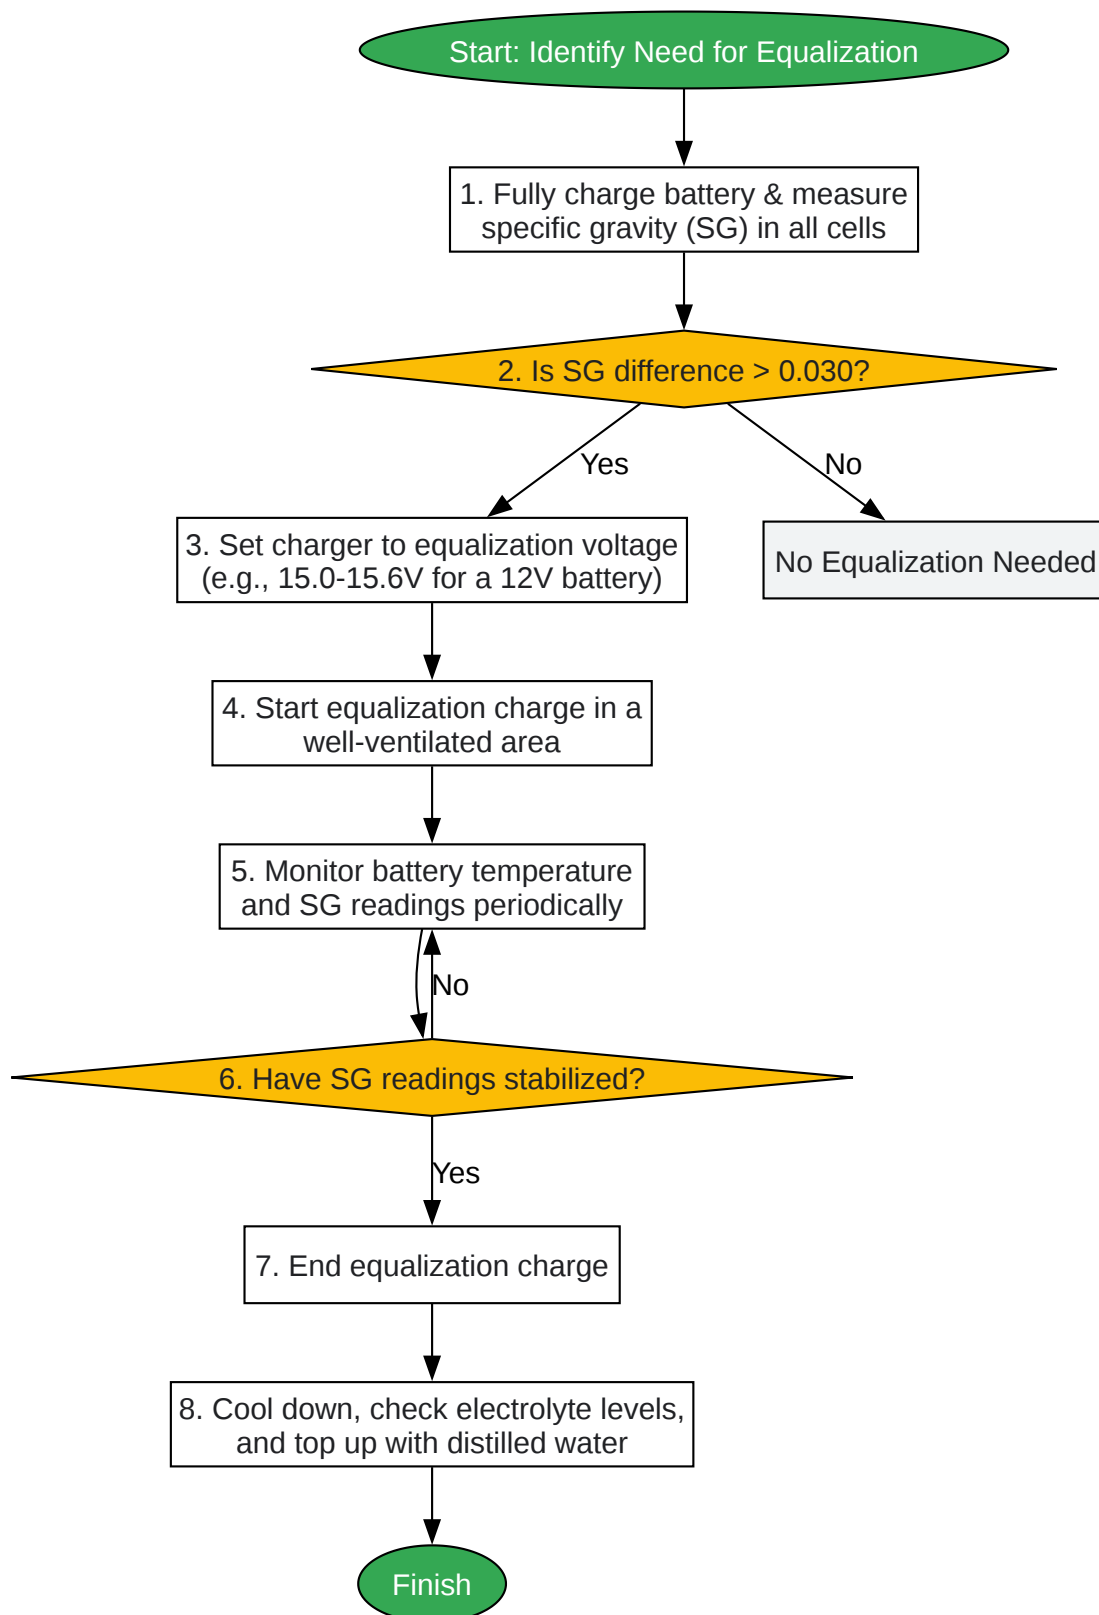 Start: Identify Need for Equalization
1. Fully charge battery & measure
specific gravity (SG) in all cells
2. Is SG difference > 0.030?
Yes
No
3. Set charger to equalization voltage
(e.g., 15.0-15.6V for a 12V battery)
No Equalization Needed
4. Start equalization charge in a
well-ventilated area
5. Monitor battery temperature
and SG readings periodically
No
6. Have SG readings stabilized?
Yes
7. End equalization charge
8. Cool down, check electrolyte levels,
and top up with distilled water
Finish